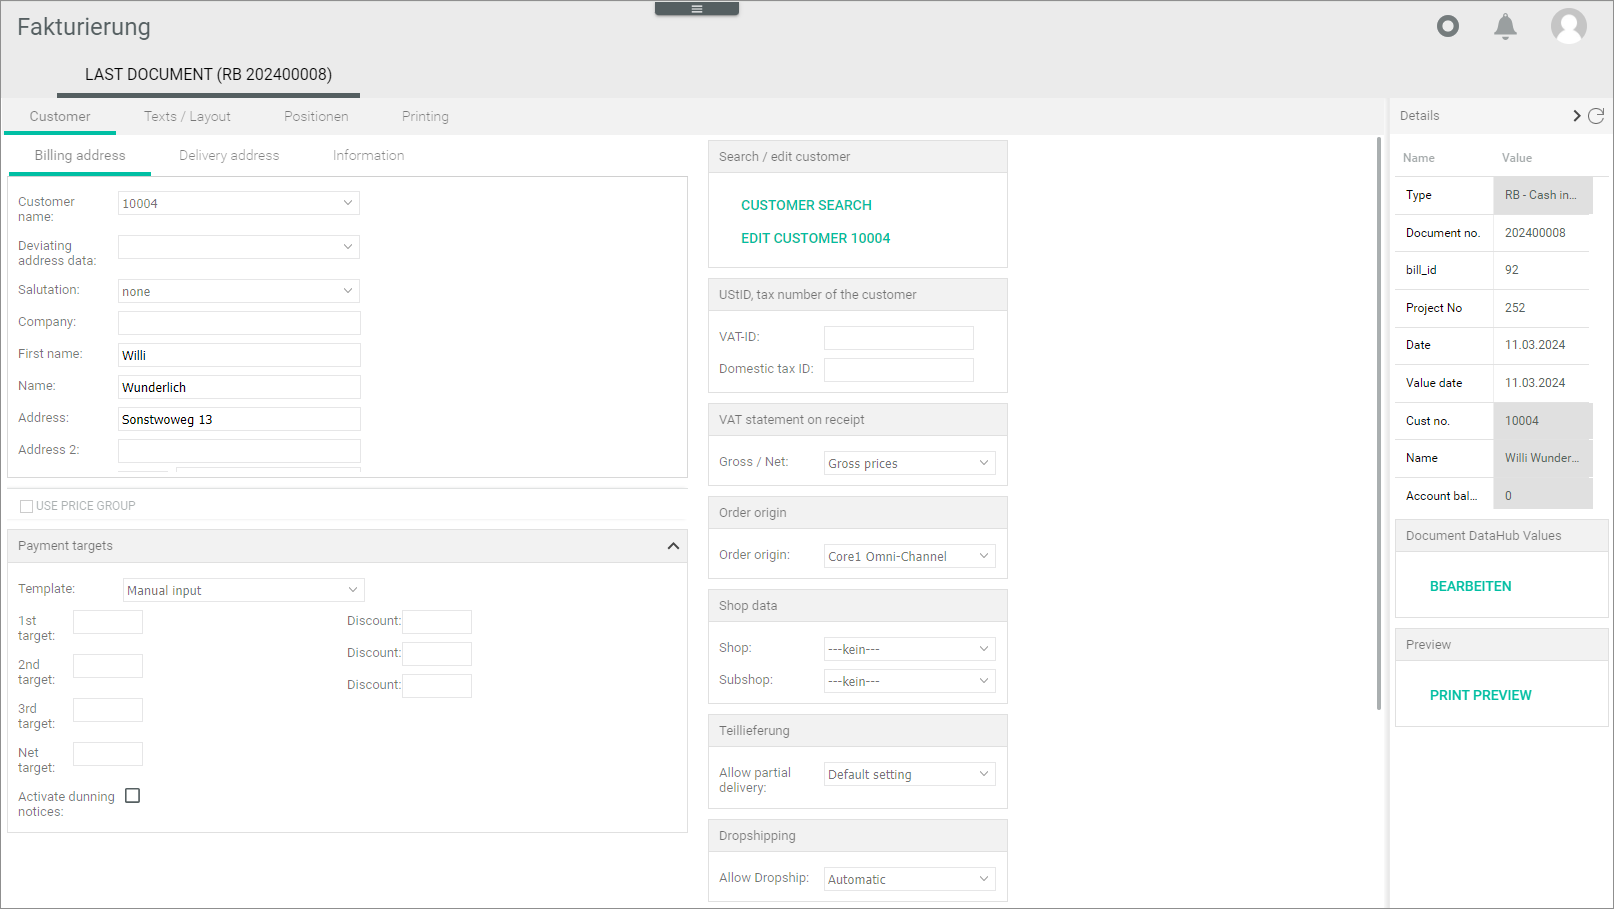 Fakturierung
LAST DOCUMENT (RB 202400008)
Customer
Texts / Layout
Positionen
Printing
Billing address
Delivery address
Information
Customer name:
10004
Deviating address data:
Salutation:
none
Company:
First name:
Willi
Name:
Wunderlich
Address:
Sonstwoweg 13
Address 2:
USE PRICE GROUP
Payment targets
Template:
Manual input
1st target:
Discount:
2nd target:
Discount:
3rd target:
Discount:
Net target:
Activate dunning notices:
Search / edit customer
CUSTOMER SEARCH
EDIT CUSTOMER 10004
UStID, tax number of the customer
VAT-ID:
Domestic tax ID:
VAT statement on receipt
Gross / Net:
Gross prices
Order origin
Order origin:
Core1 Omni-Channel
Shop data
Shop:
---kein---
Subshop:
---kein---
Teillieferung
Allow partial delivery:
Default setting
Dropshipping
Allow Dropship:
Automatic
Details
Name Value
Type RB - Cash in...
Document no. 202400008
bill_id 92
Project No 252
Date 11.03.2024
Value date 11.03.2024
Cust no. 10004
Name Willi Wunder...
Account bal... 0
Document DataHub Values
BEARBEITEN
Preview
PRINT PREVIEW